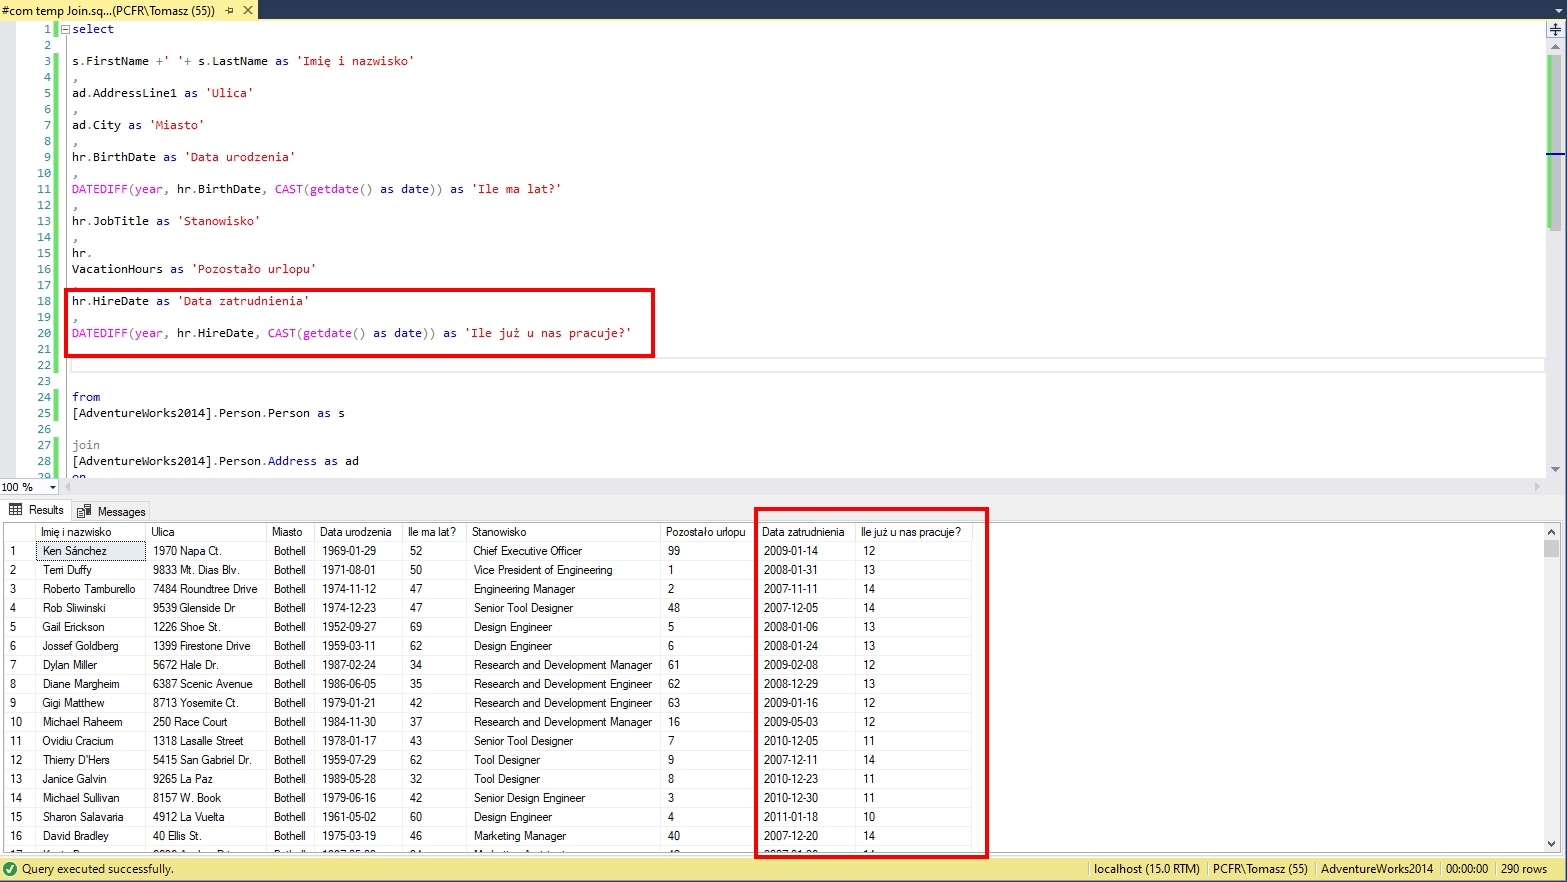 #com temp Join.sq...(PCFR\Tomasz (55))
1 select
2
3 s.FirstName +' '+ s.LastName as 'Imię i nazwisko'
4 ,
5 ad.AddressLine1 as 'Ulica'
6 ,
7 ad.City as 'Miasto'
8 ,
9 hr.BirthDate as 'Data urodzenia'
10 ,
11 DATEDIFF(year, hr.BirthDate, CAST(getdate() as date)) as 'Ile ma lat?'
12 ,
13 hr.JobTitle as 'Stanowisko'
14 ,
15 hr.
16 VacationHours as 'Pozostało urlopu'
17
18 hr.HireDate as 'Data zatrudnienia'
19 ,
20 DATEDIFF(year, hr.HireDate, CAST(getdate() as date)) as 'Ile już u nas pracuje?'
21
22
23
24 from
25 [AdventureWorks2014].Person.Person as s
26
27 join
28 [AdventureWorks2014].Person.Address as ad
29 on
100 %
Results Messages
Imię i nazwisko Ulica Miasto Data urodzenia Ile ma lat? Stanowisko Pozostało urlopu Data zatrudnienia Ile już u nas pracuje?
1 Ken Sánchez 1970 Napa Ct. Bothell 1969-01-29 52 Chief Executive Officer 99 2009-01-14 12
2 Terri Duffy 9833 Mt. Dias Blv. Bothell 1971-08-01 50 Vice President of Engineering 1 2008-01-31 13
3 Roberto Tamburello 7484 Roundtree Drive Bothell 1974-11-12 47 Engineering Manager 2 2007-11-11 14
4 Rob Sliwinski 9539 Glenside Dr Bothell 1974-12-23 47 Senior Tool Designer 48 2007-12-05 14
5 Gail Erickson 1226 Shoe St. Bothell 1952-09-27 69 Design Engineer 5 2008-01-06 13
6 Jossef Goldberg 1399 Firestone Drive Bothell 1959-03-11 62 Design Engineer 6 2008-01-24 13
7 Dylan Miller 5672 Hale Dr. Bothell 1987-02-24 34 Research and Development Manager 61 2009-02-08 12
8 Diane Margheim 6387 Scenic Avenue Bothell 1986-06-05 35 Research and Development Engineer 62 2008-12-29 13
9 Gigi Matthew 8713 Yosemite Ct. Bothell 1979-01-21 42 Research and Development Engineer 63 2009-01-16 12
10 Michael Raheem 250 Race Court Bothell 1984-11-30 37 Research and Development Manager 16 2009-05-03 12
11 Ovidiu Cracium 1318 Lasalle Street Bothell 1978-01-17 43 Senior Tool Designer 7 2010-12-05 11
12 Thierry D'Hers 5415 San Gabriel Dr. Bothell 1959-07-29 62 Tool Designer 9 2007-12-11 14
13 Janice Galvin 9265 La Paz Bothell 1989-05-28 32 Tool Designer 8 2010-12-23 11
14 Michael Sullivan 8157 W. Book Bothell 1979-06-16 42 Senior Design Engineer 3 2010-12-30 11
15 Sharon Salavaria 4912 La Vuelta Bothell 1961-05-02 60 Design Engineer 4 2011-01-18 10
16 David Bradley 40 Ellis St. Bothell 1975-03-19 46 Marketing Manager 40 2007-12-20 14
Query executed successfully. localhost (15.0 RTM) PCFR\Tomasz (55) AdventureWorks2014 00:00:00 290 rows